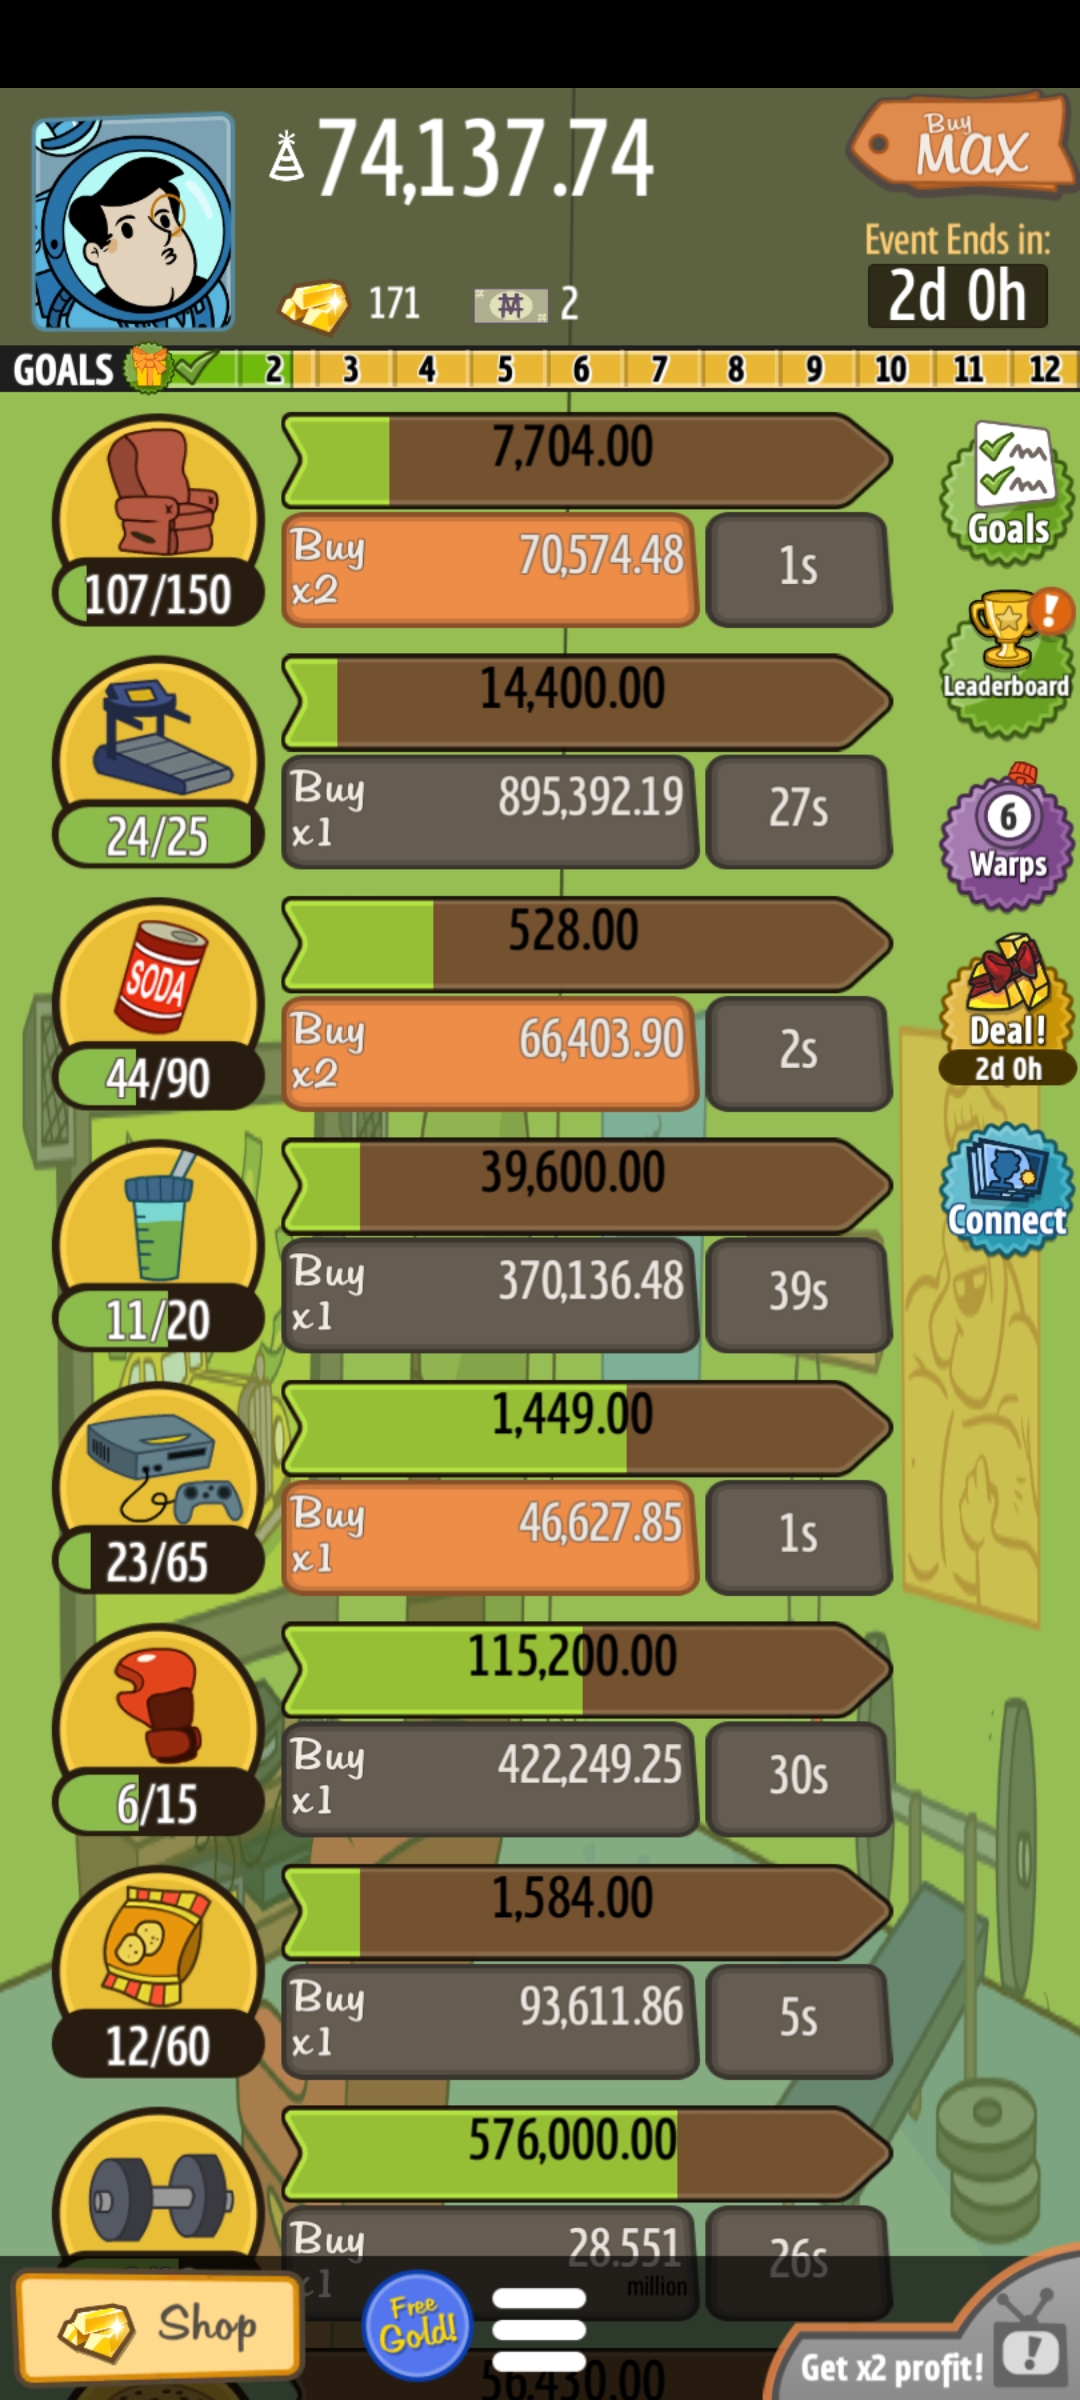 74,137.74
Buy
MAX
171
2
Event Ends in:
2d 0h
GOALS 2 3 4 5 6 7 8 9 10 11 12
7,704.00
Buy
x2
70,574.48
1s
107/150
Goals
14,400.00
Leaderboard
Buy
x1
895,392.19
27s
24/25
6
Warps
528.00
SODA
Buy
x2
66,403.90
2s
44/90
Deal!
2d 0h
39,600.00
Buy
x1
370,136.48
39s
11/20
Connect
1,449.00
Buy
x1
46,627.85
1s
23/65
115,200.00
Buy
x1
422,249.25
30s
6/15
1,584.00
Buy
x1
93,611.86
5s
12/60
576,000.00
Buy
x1
28.551
million
26s
Shop
Free
Gold!
Get x2 profit!
56,430.00